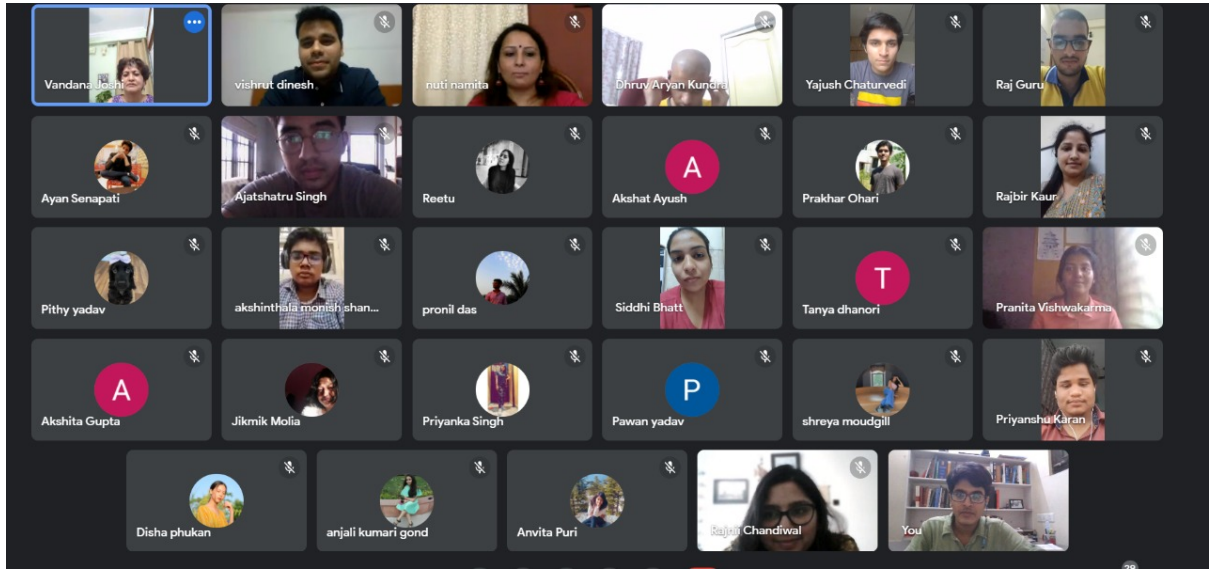 Vandana Joshi
vishrut dinesh
nuti namita
Dhruv Aryan Kundra
Yajush Chaturvedi
Raj Guru
Ayan Senapati
Ajatshatru Singh
Reetu
A
Akshat Ayush
Prakhar Ohari
Rajbir Kaur
Pithy yadav
akshinthala monish shan...
pronil das
Siddhi Bhatt
T
Tanya dhanori
Pranita Vishwakarma
A
Akshita Gupta
Jikmik Molia
Priyanka Singh
P
Pawan yadav
shreya moudgill
Priyanshu Karan
Disha phukan
anjali kumari gond
Anvita Puri
Rajni Chandiwal
You